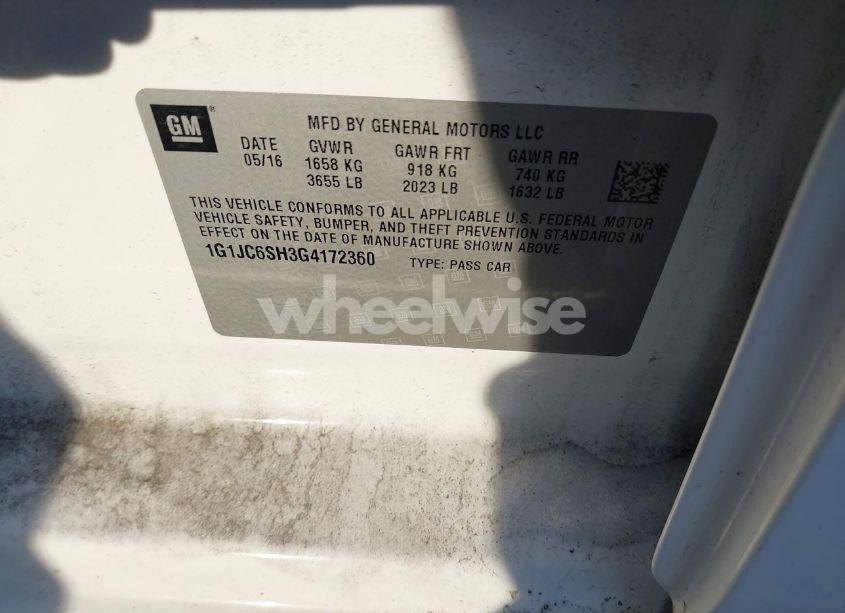 GM ®
MFD BY GENERAL MOTORS LLC
DATE GVWR GAWR FRT GAWR RR
05/16 1658 KG 918 KG 740 KG
3655 LB 2023 LB 1632 LB
THIS VEHICLE CONFORMS TO ALL APPLICABLE U.S. FEDERAL MOTOR
VEHICLE SAFETY, BUMPER, AND THEFT PREVENTION STANDARDS IN
EFFECT ON THE DATE OF MANUFACTURE SHOWN ABOVE.
1G1JC6SH3G4172360 TYPE: PASS CAR
wheelwise